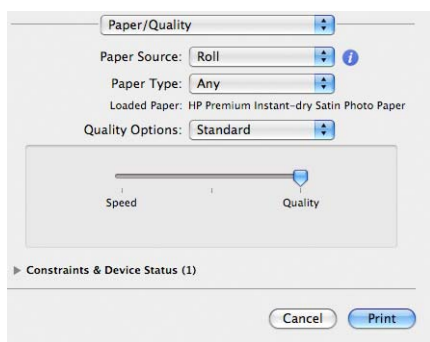 Paper/Quality
Paper Source: Roll
Paper Type: Any
Loaded Paper: HP Premium Instant-dry Satin Photo Paper
Quality Options: Standard
Speed Quality
Constraints & Device Status (1)
Cancel Print